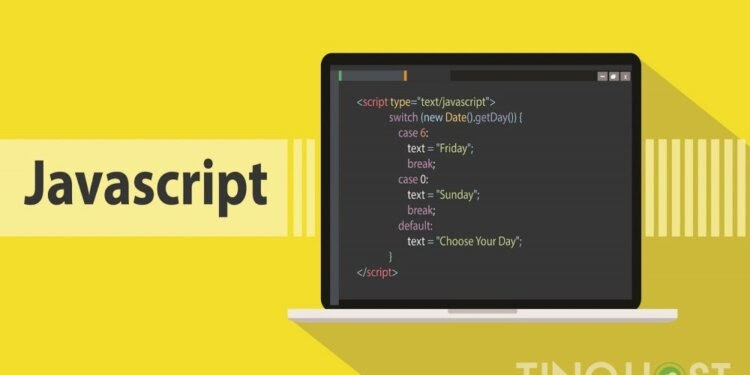 Javascript
<script type="text/javascript">
switch (new Date().getDay()) {
case 6:
text = "Friday";
break;
case 0:
text = "Sunday";
break;
default:
text = "Choose Your Day";
}
</script>